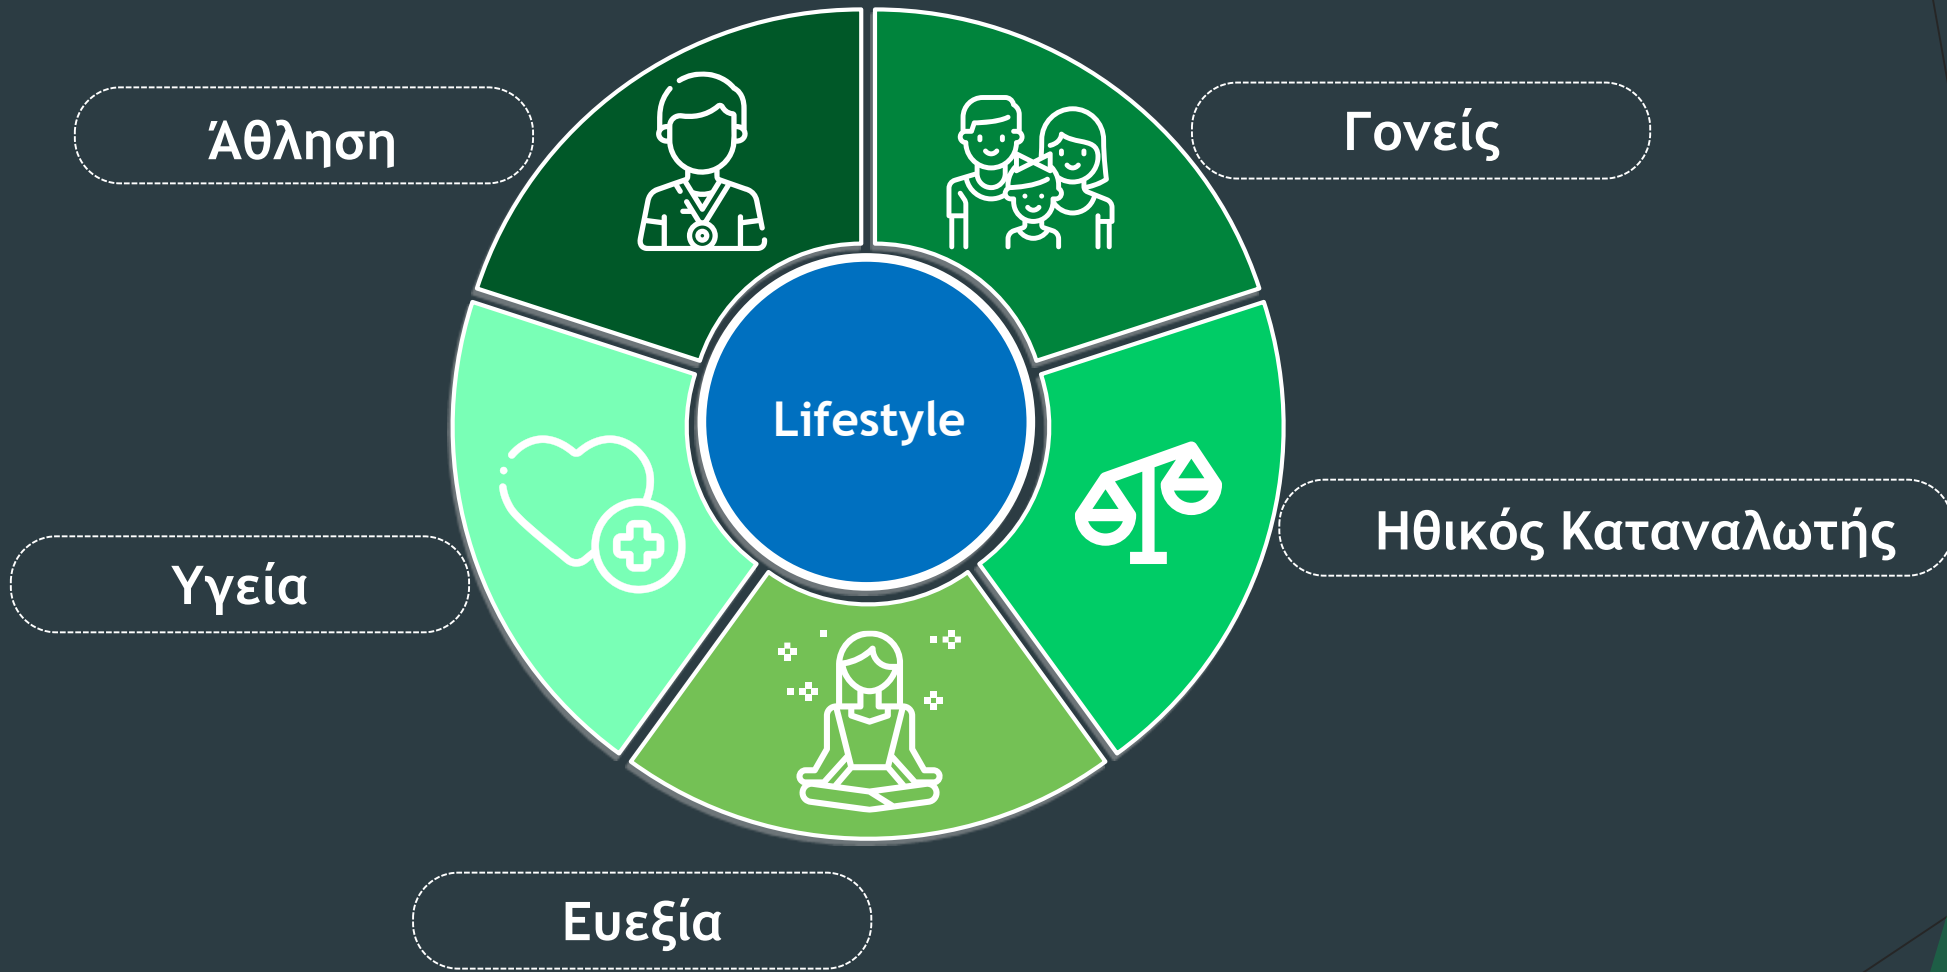 Άθληση
Γονείς
Lifestyle
Ηθικός Καταναλωτής
Υγεία
Ευεξία